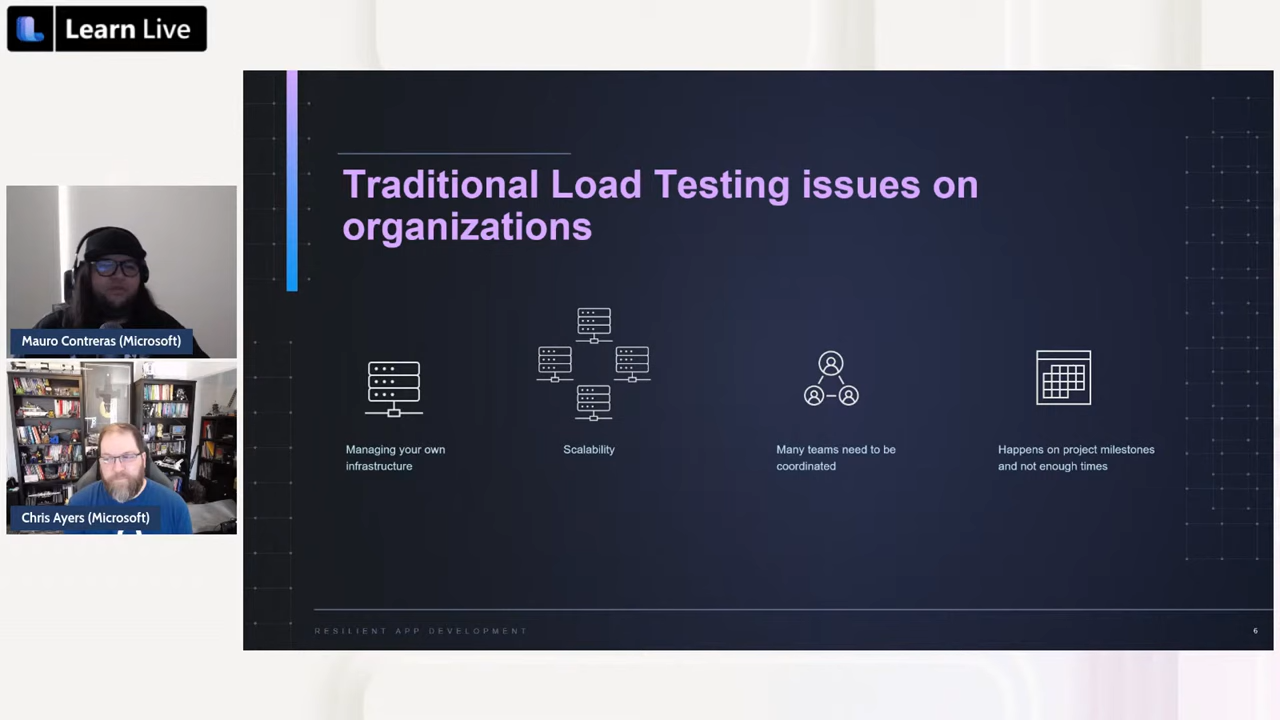 Learn Live
Traditional Load Testing issues on
organizations
Mauro Contreras (Microsoft)
Chris Ayers (Microsoft)
Managing your own
infrastructure
Scalability
Many teams need to be
coordinated
Happens on project milestones
and not enough times
RESILIENT APP DEVELOPMENT
6